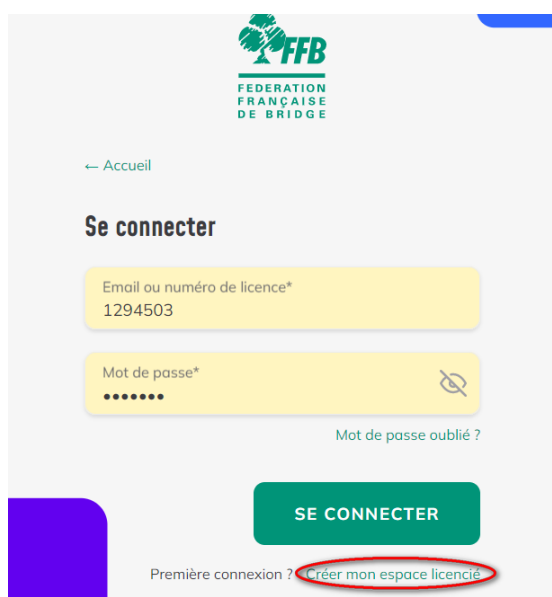 FFB
FEDERATION
FRANÇAISE
DE BRIDGE
← Accueil
Se connecter
Email ou numéro de licence*
1294503
Mot de passe*
•••••••
Mot de passe oublié ?
SE CONNECTER
Première connexion ? Créer mon espace licencié